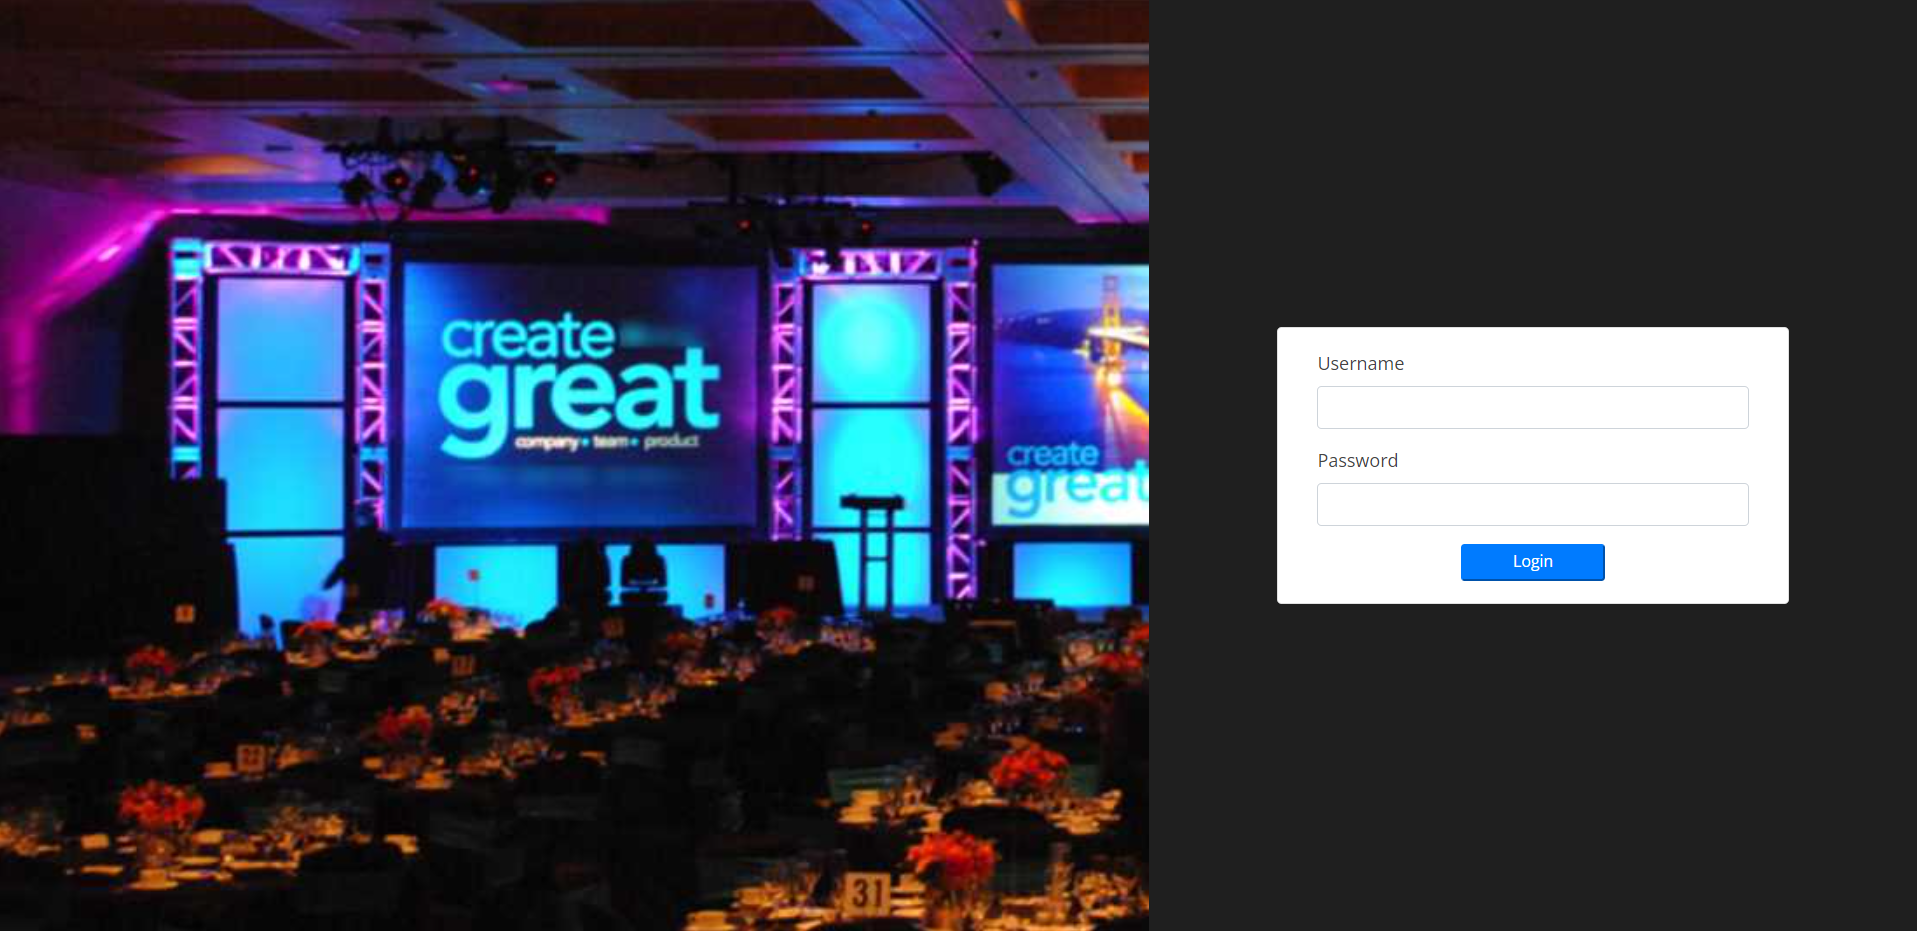 create
great
company • team • product
create
great
31
Username
Password
Login